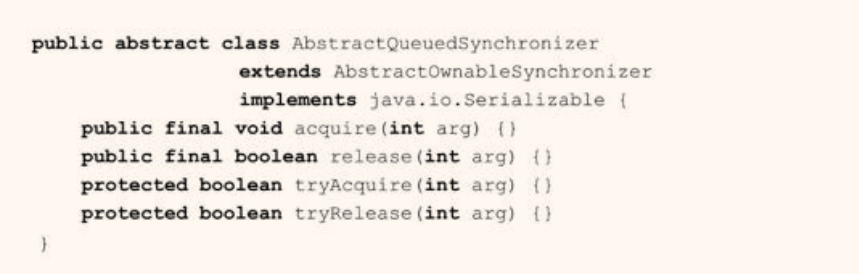 public abstract class AbstractQueuedSynchronizer
extends AbstractOwnableSynchronizer
implements java.io.Serializable {
public final void acquire(int arg) {}
public final boolean release(int arg) {}
protected boolean tryAcquire(int arg) {}
protected boolean tryRelease(int arg) {}
}